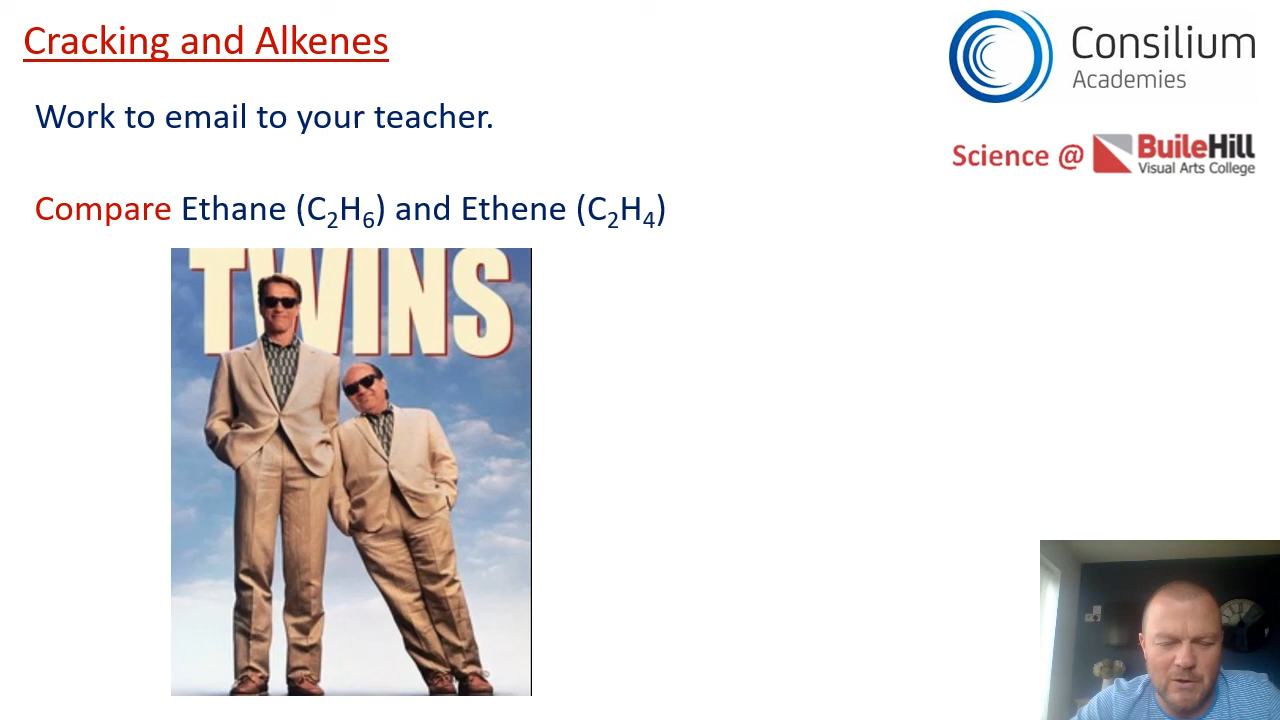 Cracking and Alkenes
Consilium
Academies
Work to email to your teacher.
Science @ BuileHill
Visual Arts College
Compare Ethane (C₂H₆) and Ethene (C₂H₄)
TWINS